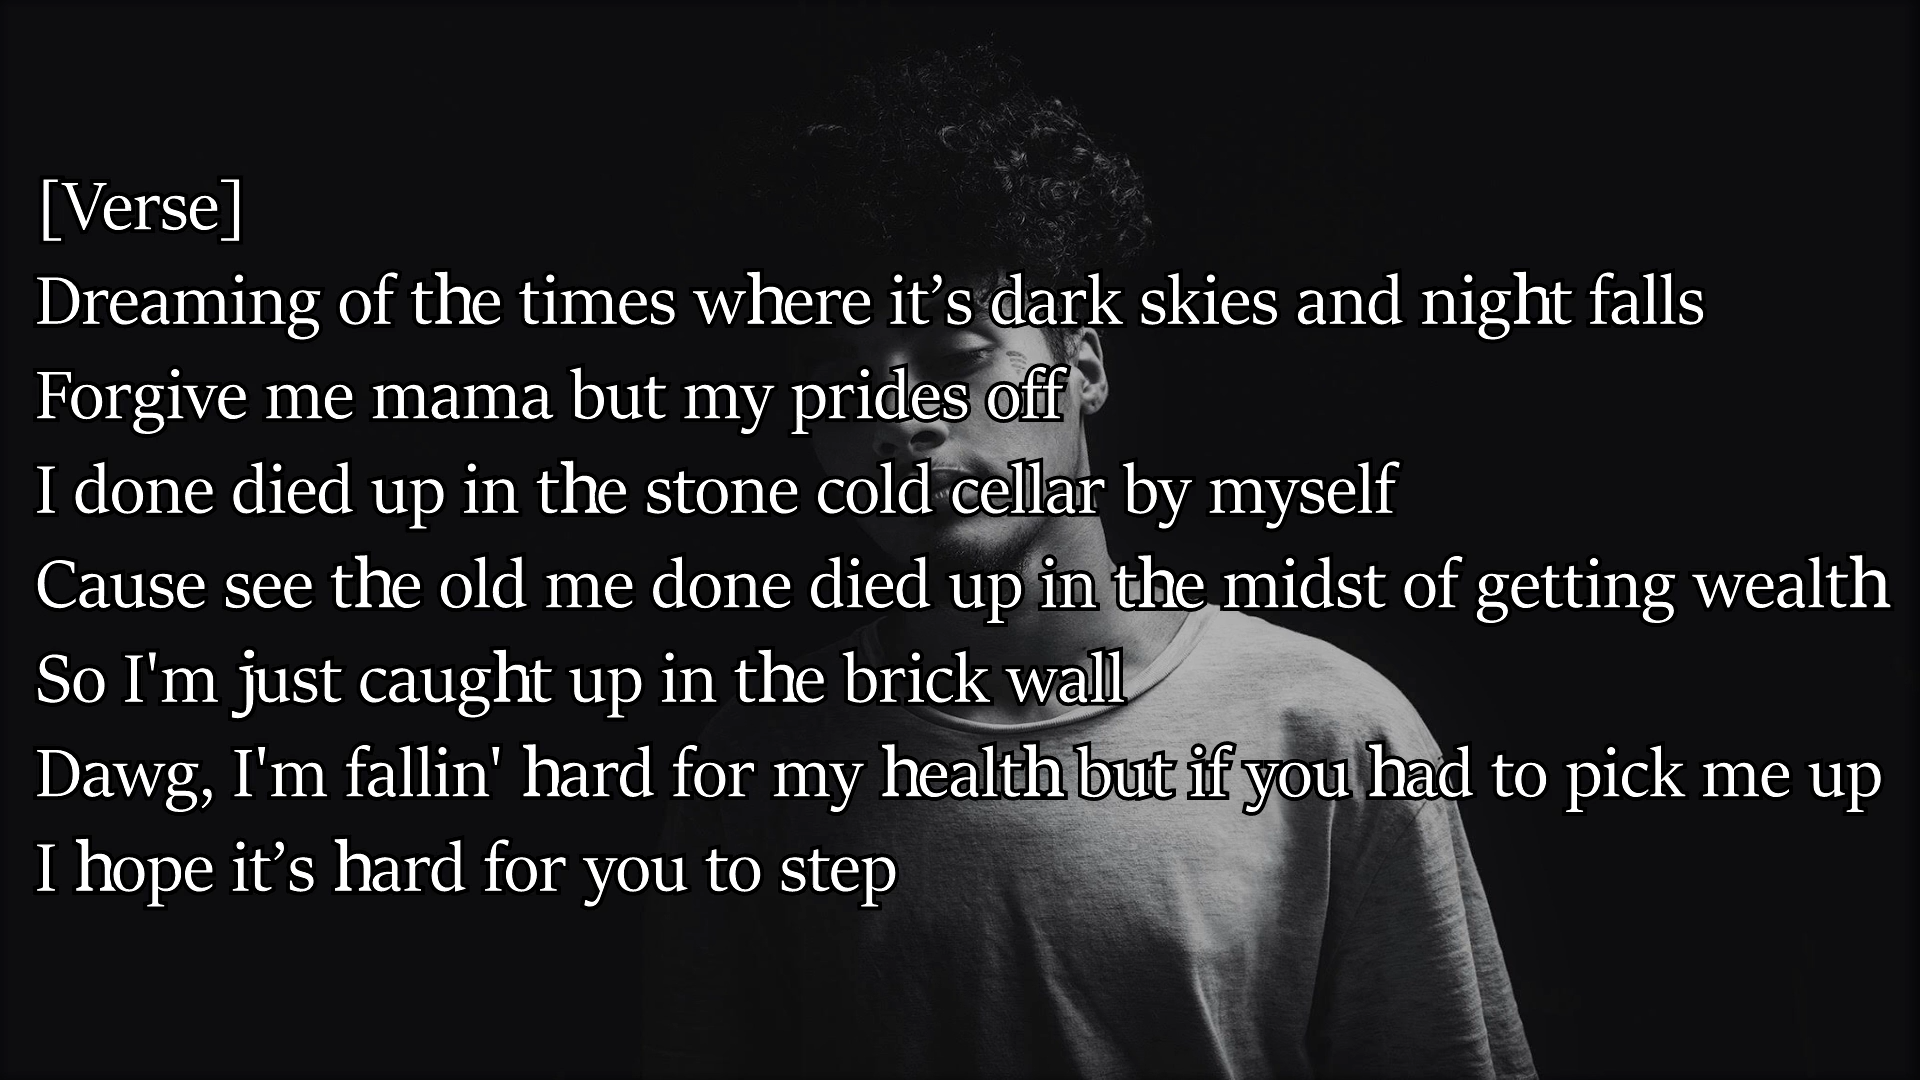 [Verse]
Dreaming of the times where it’s dark skies and night falls
Forgive me mama but my prides off
I done died up in the stone cold cellar by myself
Cause see the old me done died up in the midst of getting wealth
So I'm just caught up in the brick wall
Dawg, I'm fallin' hard for my health but if you had to pick me up
I hope it’s hard for you to step